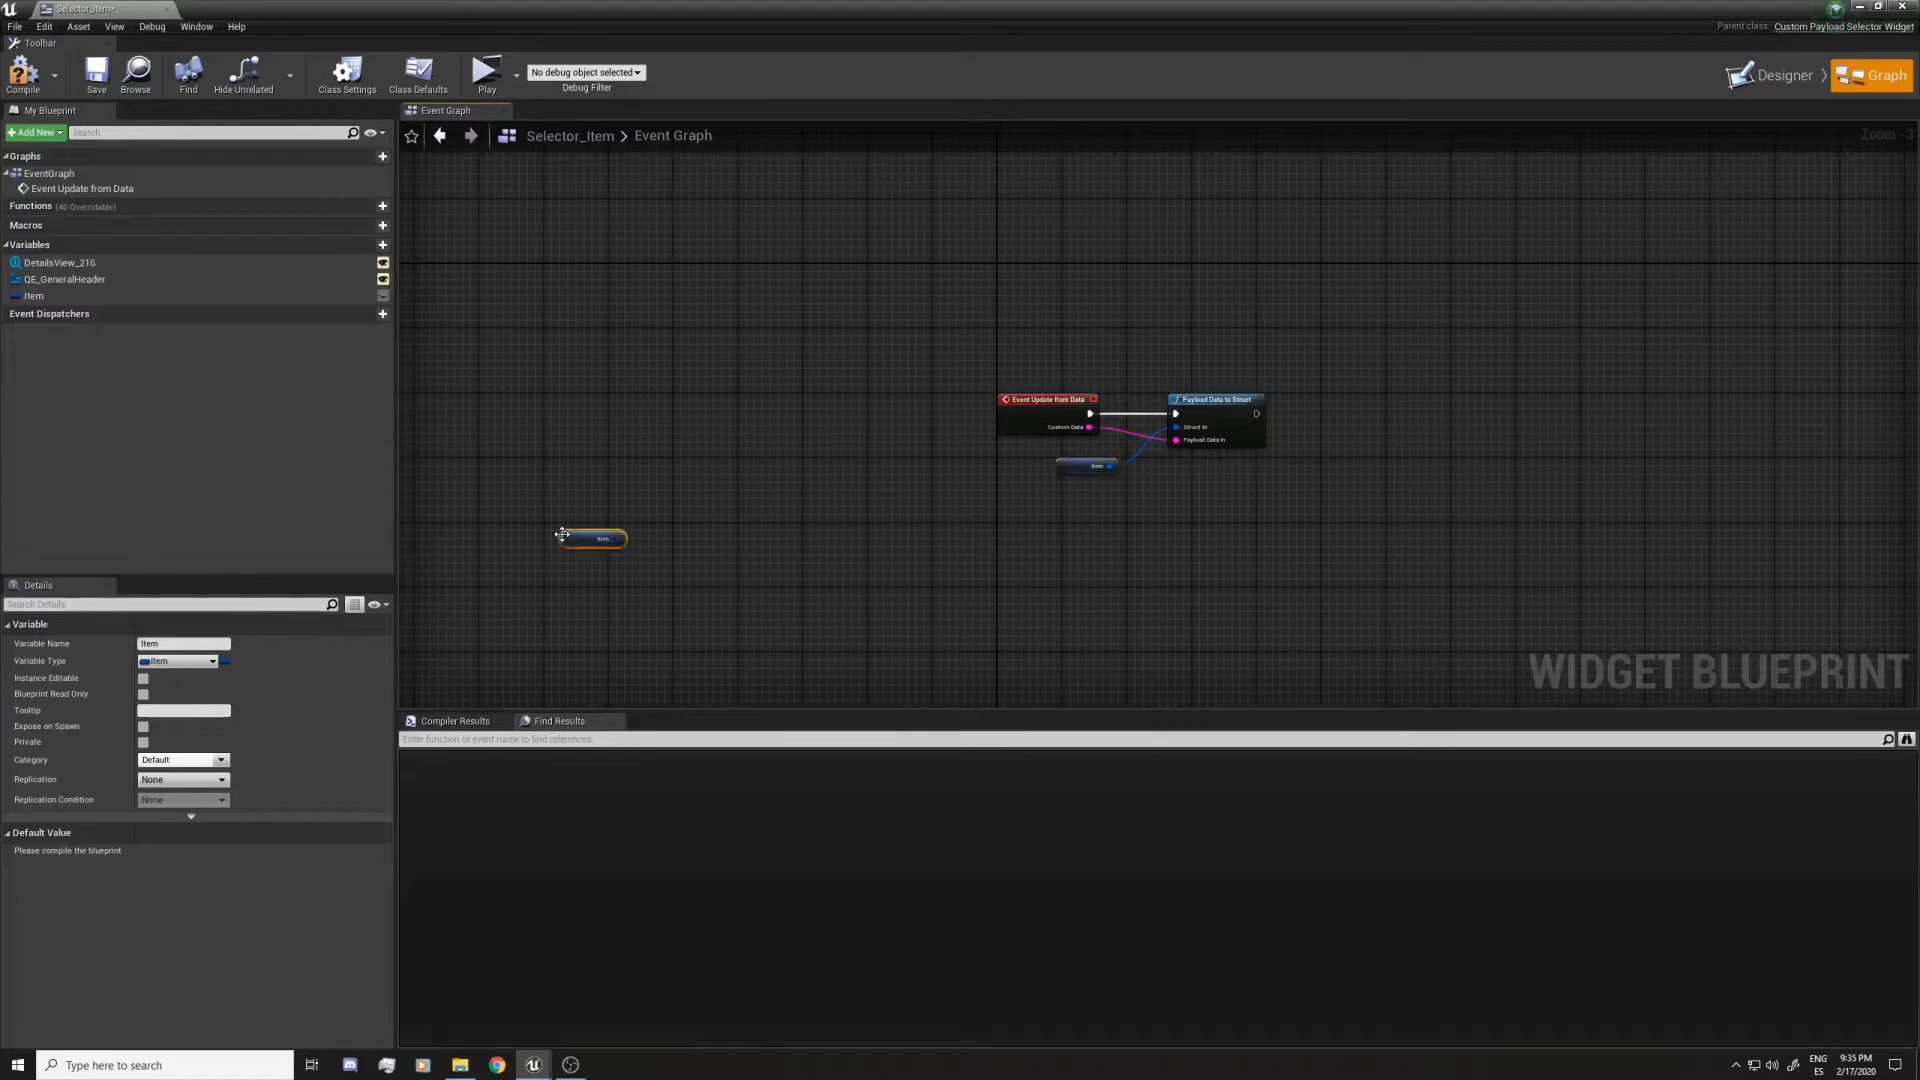 Selector_Item*
File Edit Asset View Debug Window Help
Parent class: Custom Payload Selector Widget
Toolbar
Compile Save Browse Find Hide Unrelated Class Settings Class Defaults Play
No debug object selected
Debug Filter
Designer Graph
My Blueprint
Event Graph
+ Add New Search
Selector_Item > Event Graph
Zoom -3
Graphs
EventGraph
Event Update from Data
Functions (40 Overridable)
Macros
Variables
DetailsView_216
QE_GeneralHeader
Item
Event Dispatchers
Event Update from Data
Custom Data
Payload Data to Struct
Struct In
Payload Data In
Item
Item
WIDGET BLUEPRINT
Details
Search Details
Variable
Variable Name Item
Variable Type Item
Instance Editable
Blueprint Read Only
Tooltip
Expose on Spawn
Private
Category Default
Replication None
Replication Condition None
Default Value
Please compile the blueprint
Compiler Results Find Results
Enter function or event name to find references.
Type here to search
ENG
ES
9:35 PM
2/17/2020